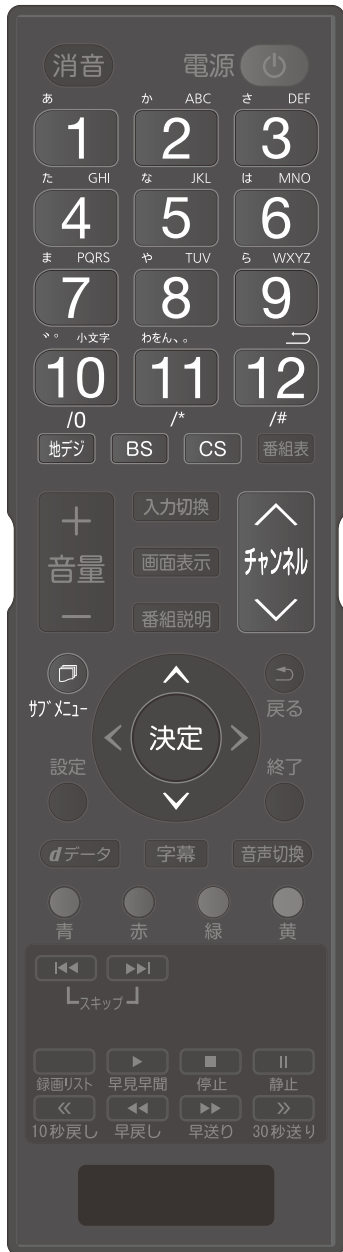 消音 電源
あ か ABC さ DEF
1 2 3
た GHI な JKL は MNO
4 5 6
ま PQRS や TUV ら WXYZ
7 8 9
゛゜ 小文字 わをん、。
10 11 12
/0 /* /#
地デジ BS CS 番組表
入力切換
＋ 音量 －
画面表示
チャンネル
番組説明
サブメニュー 戻る
決定
設定 終了
dデータ 字幕 音声切換
青 赤 緑 黄
スキップ
録画リスト 早見早聞 停止 静止
10秒戻し 早戻し 早送り 30秒送り